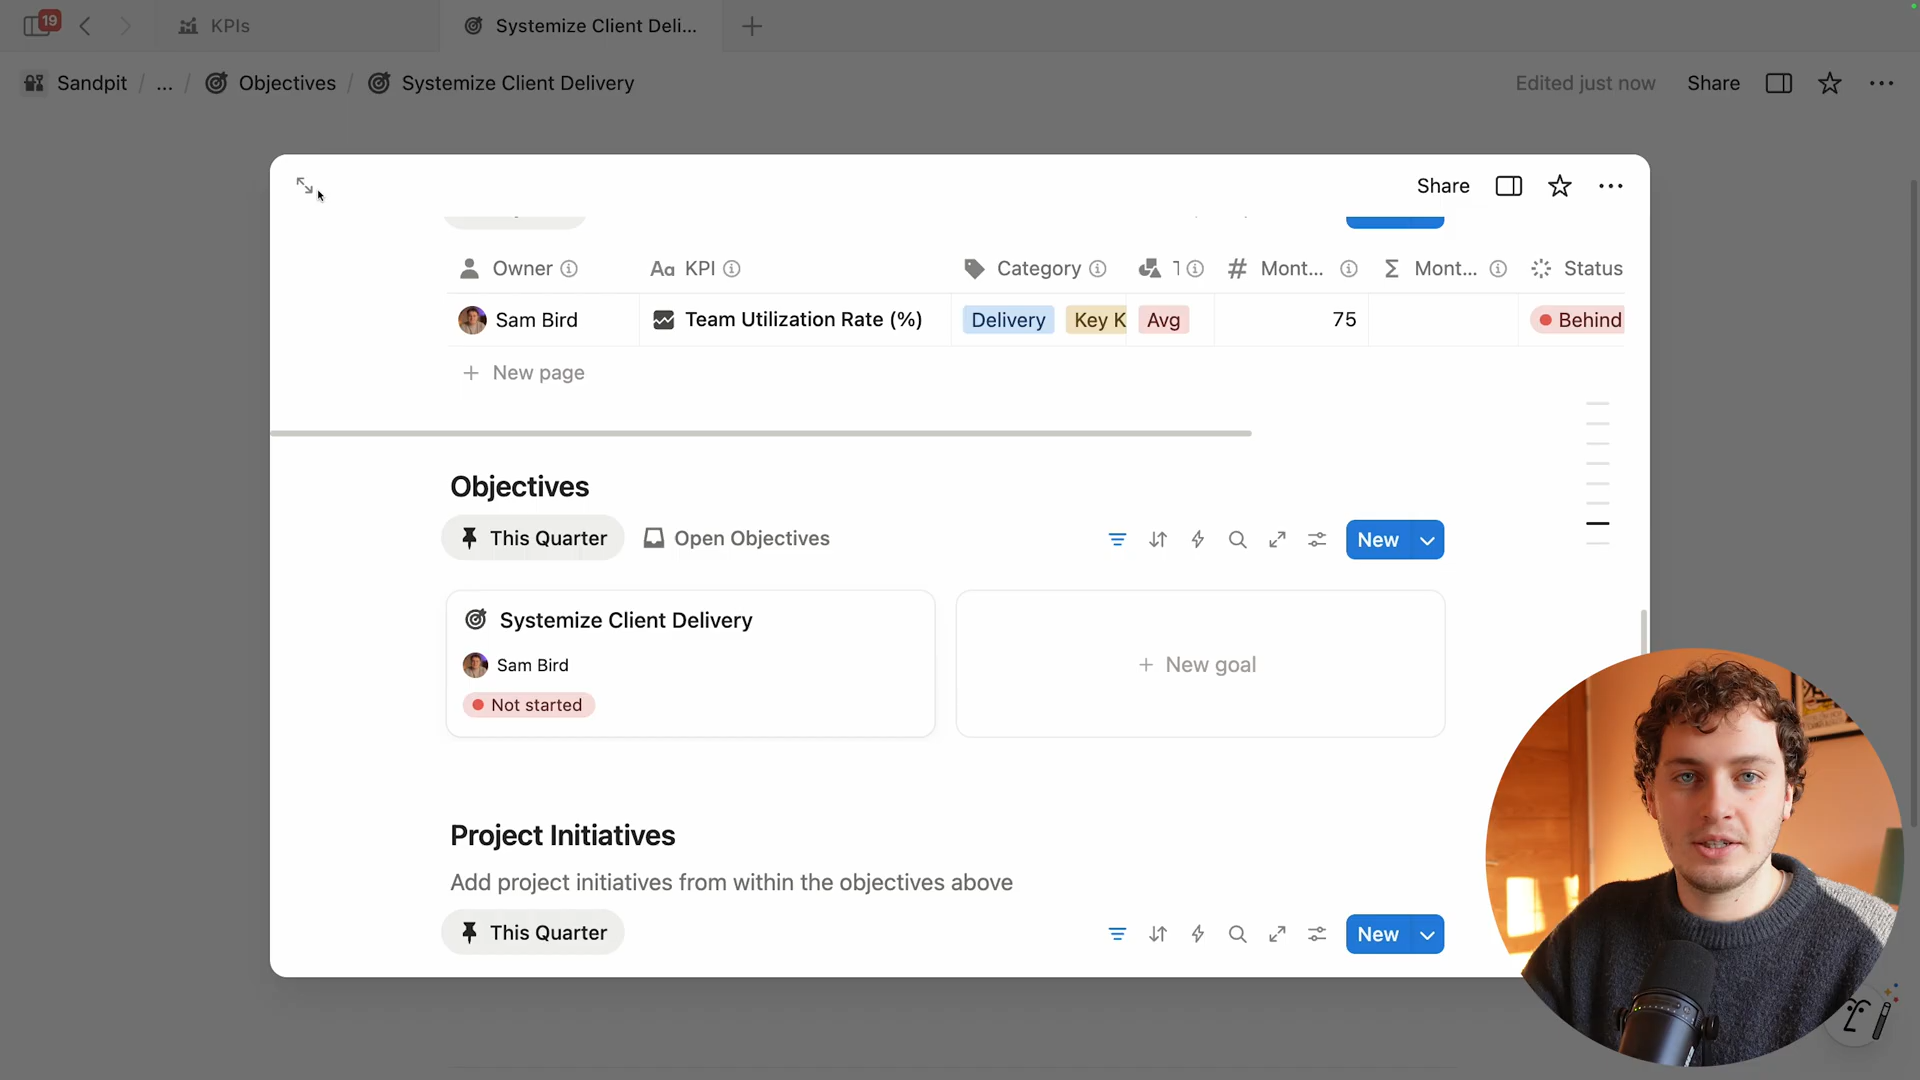 19
KPIs
Systemize Client Deli...
Sandpit / ... / Objectives / Systemize Client Delivery
Edited just now
Share
Share
Owner
Aa KPI
Category
Mont...
Σ Mont...
Status
Sam Bird
Team Utilization Rate (%)
Delivery
Key K
Avg
75
Behind
+ New page
Objectives
This Quarter
Open Objectives
New
Systemize Client Delivery
Sam Bird
Not started
+ New goal
Project Initiatives
Add project initiatives from within the objectives above
This Quarter
New